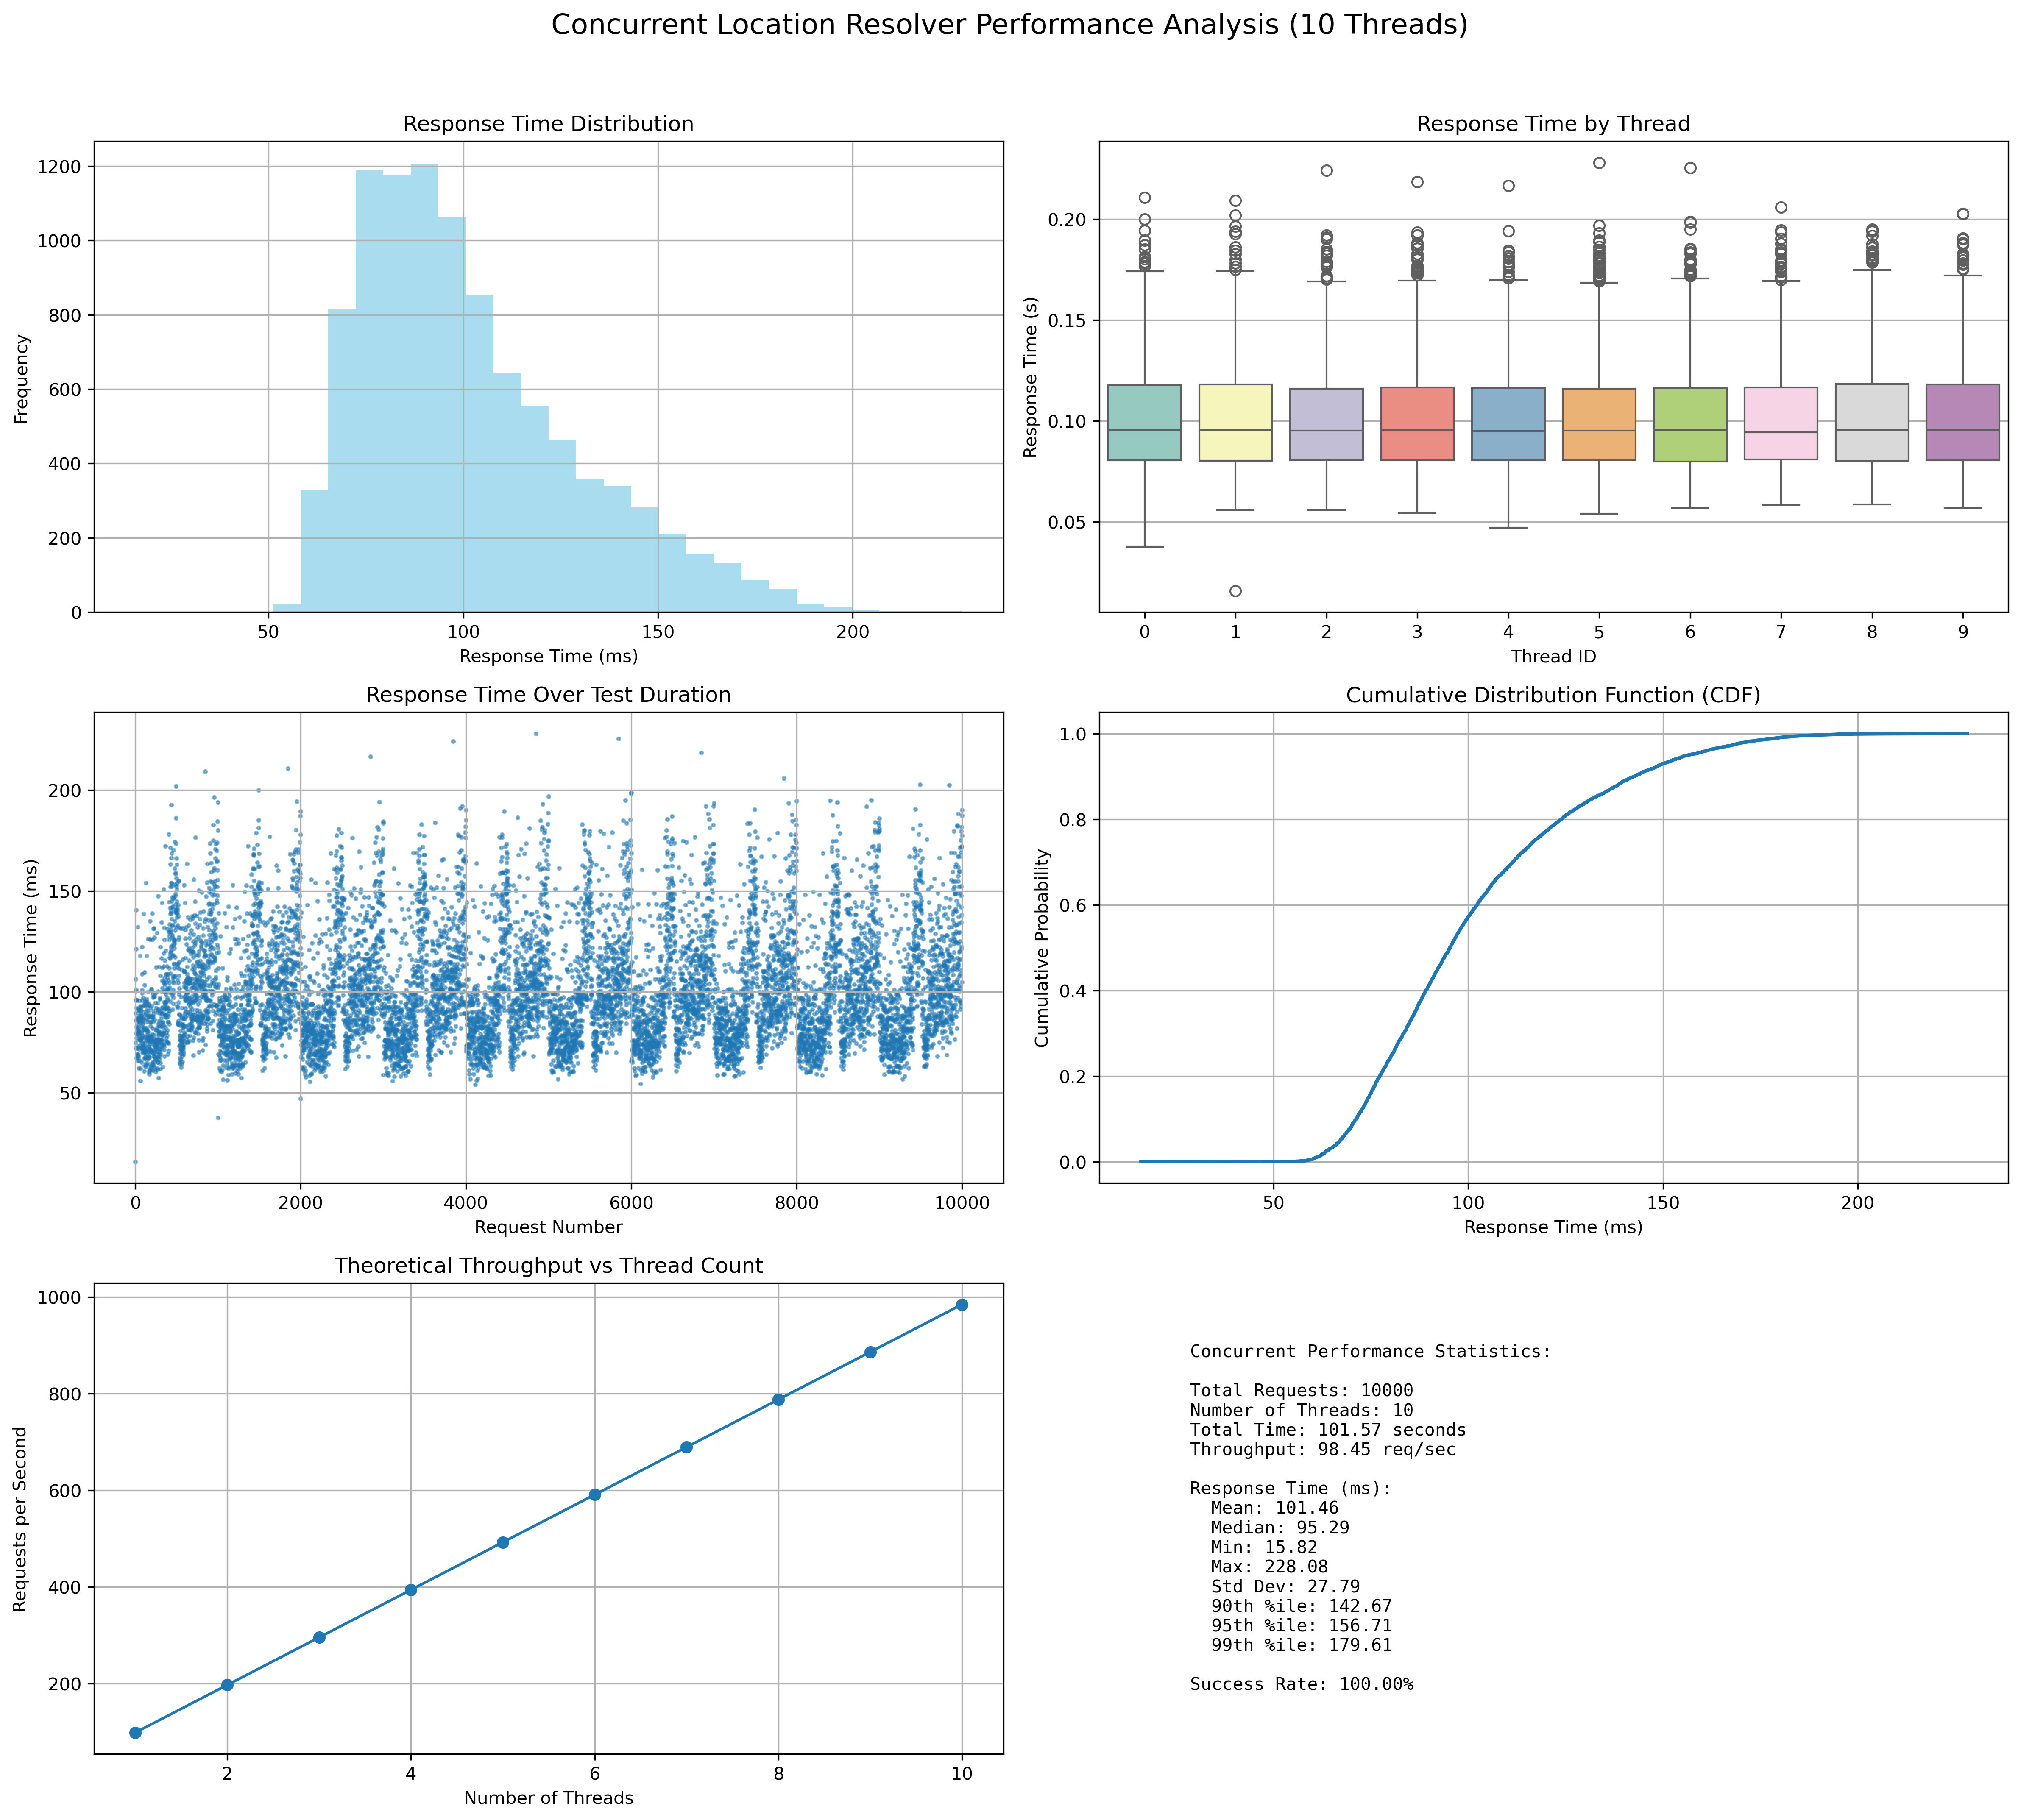 Concurrent Location Resolver Performance Analysis (10 Threads)
Response Time Distribution
Frequency
1200
1000
800
600
400
200
0
50 100 150 200
Response Time (ms)
Response Time by Thread
Response Time (s)
0.20
0.15
0.10
0.05
0 1 2 3 4 5 6 7 8 9
Thread ID
Response Time Over Test Duration
Response Time (ms)
200
150
100
50
0 2000 4000 6000 8000 10000
Request Number
Cumulative Distribution Function (CDF)
Cumulative Probability
1.0
0.8
0.6
0.4
0.2
0.0
50 100 150 200
Response Time (ms)
Theoretical Throughput vs Thread Count
Requests per Second
1000
800
600
400
200
2 4 6 8 10
Number of Threads
Concurrent Performance Statistics:
Total Requests: 10000
Number of Threads: 10
Total Time: 101.57 seconds
Throughput: 98.45 req/sec
Response Time (ms):
Mean: 101.46
Median: 95.29
Min: 15.82
Max: 228.08
Std Dev: 27.79
90th %ile: 142.67
95th %ile: 156.71
99th %ile: 179.61
Success Rate: 100.00%